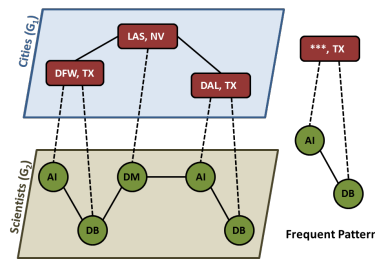 Cities (G1)
LAS, NV
DFW, TX
DAL, TX
***, TX
Scientists (G2)
AI
DM
AI
DB
DB
AI
DB
Frequent Pattern